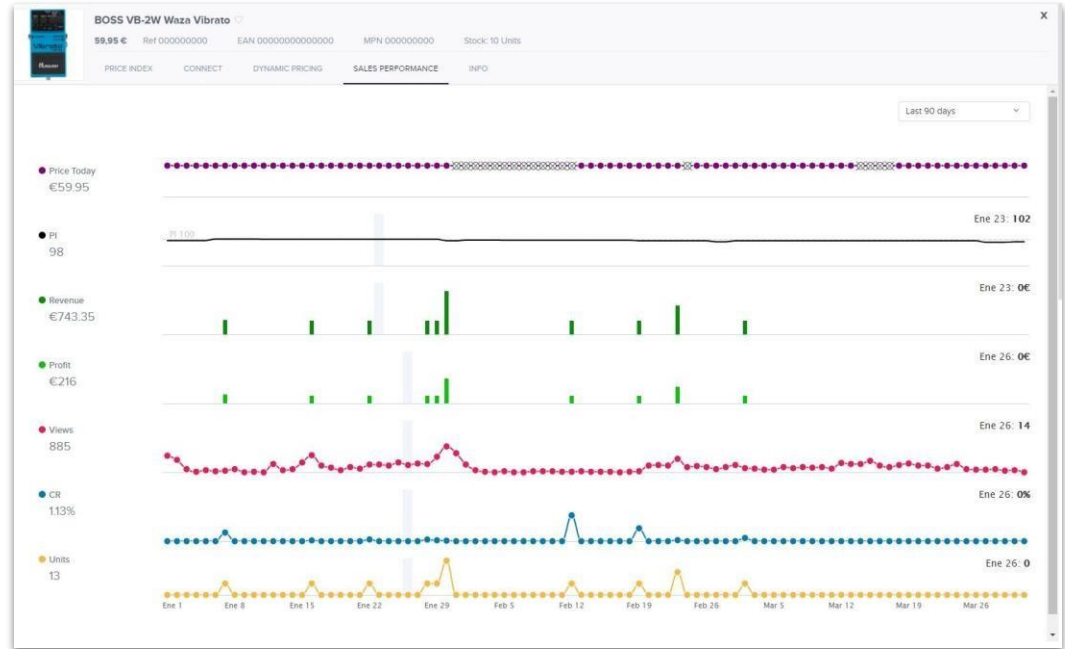 BOSS VB-2W Waza Vibrato
59,95 € Ref 000000000 EAN 00000000000000 MPN 000000000 Stock: 10 Units
X
PRICE INDEX CONNECT DYNAMIC PRICING SALES PERFORMANCE INFO
Vibrato
Last 90 days
Price Today
€59.95
Ene 23: 102
PI
PI 100
98
Ene 23: 0€
Revenue
€743.35
Ene 26: 0€
Profit
€216
Ene 26: 14
Views
885
Ene 26: 0%
CR
1.13%
Ene 26: 0
Units
13
Ene 1 Ene 8 Ene 15 Ene 22 Ene 29 Feb 5 Feb 12 Feb 19 Feb 26 Mar 5 Mar 12 Mar 19 Mar 26